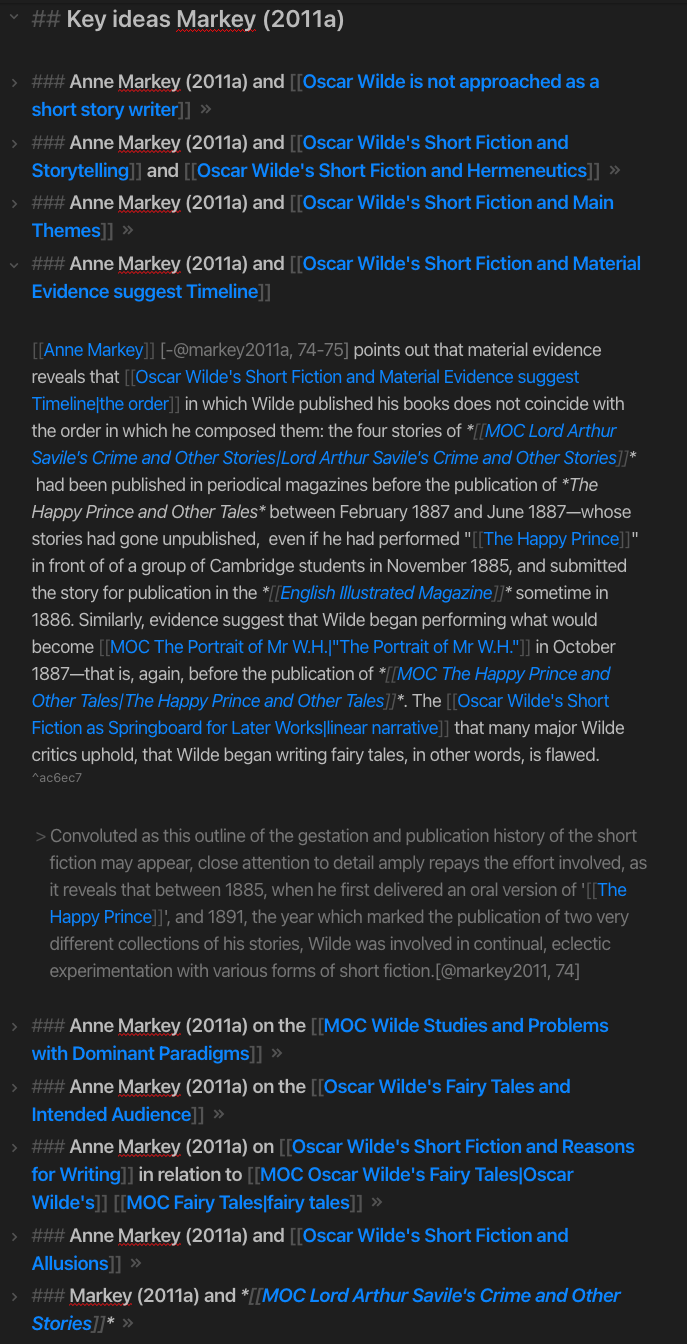 ## Key ideas Markey (2011a)
### Anne Markey (2011a) and [[Oscar Wilde is not approached as a
short story writer]] »
### Anne Markey (2011a) and [[Oscar Wilde's Short Fiction and
Storytelling]] and [[Oscar Wilde's Short Fiction and Hermeneutics]] »
### Anne Markey (2011a) and [[Oscar Wilde's Short Fiction and Main
Themes]] »
### Anne Markey (2011a) and [[Oscar Wilde's Short Fiction and Material
Evidence suggest Timeline]]
[[Anne Markey]] [-@markey2011a, 74-75] points out that material evidence
reveals that [[Oscar Wilde's Short Fiction and Material Evidence suggest
Timeline|the order]] in which Wilde published his books does not coincide with
the order in which he composed them: the four stories of *[[MOC Lord Arthur
Savile's Crime and Other Stories|Lord Arthur Savile's Crime and Other Stories]]*
had been published in periodical magazines before the publication of *The
Happy Prince and Other Tales* between February 1887 and June 1887—whose
stories had gone unpublished,  even if he had performed "[[The Happy Prince]]"
in front of of a group of Cambridge students in November 1885, and submitted
the story for publication in the *[[English Illustrated Magazine]]* sometime in
1886. Similarly, evidence suggest that Wilde began performing what would
become [[MOC The Portrait of Mr W.H.|"The Portrait of Mr W.H."]] in October
1887—that is, again, before the publication of *[[MOC The Happy Prince and
Other Tales|The Happy Prince and Other Tales]]*. The [[Oscar Wilde's Short
Fiction as Springboard for Later Works|linear narrative]] that many major Wilde
critics uphold, that Wilde began writing fairy tales, in other words, is flawed.
^ac6ec7
> Convoluted as this outline of the gestation and publication history of the short
fiction may appear, close attention to detail amply repays the effort involved, as
it reveals that between 1885, when he first delivered an oral version of '[[The
Happy Prince]]', and 1891, the year which marked the publication of two very
different collections of his stories, Wilde was involved in continual, eclectic
experimentation with various forms of short fiction.[@markey2011, 74]
### Anne Markey (2011a) on the [[MOC Wilde Studies and Problems
with Dominant Paradigms]] »
### Anne Markey (2011a) on the [[Oscar Wilde's Fairy Tales and
Intended Audience]] »
### Anne Markey (2011a) on [[Oscar Wilde's Short Fiction and Reasons
for Writing]] in relation to [[MOC Oscar Wilde's Fairy Tales|Oscar
Wilde's]] [[MOC Fairy Tales|fairy tales]] »
### Anne Markey (2011a) and [[Oscar Wilde's Short Fiction and
Allusions]] »
### Markey (2011a) and *[[MOC Lord Arthur Savile's Crime and Other
Stories]]* »